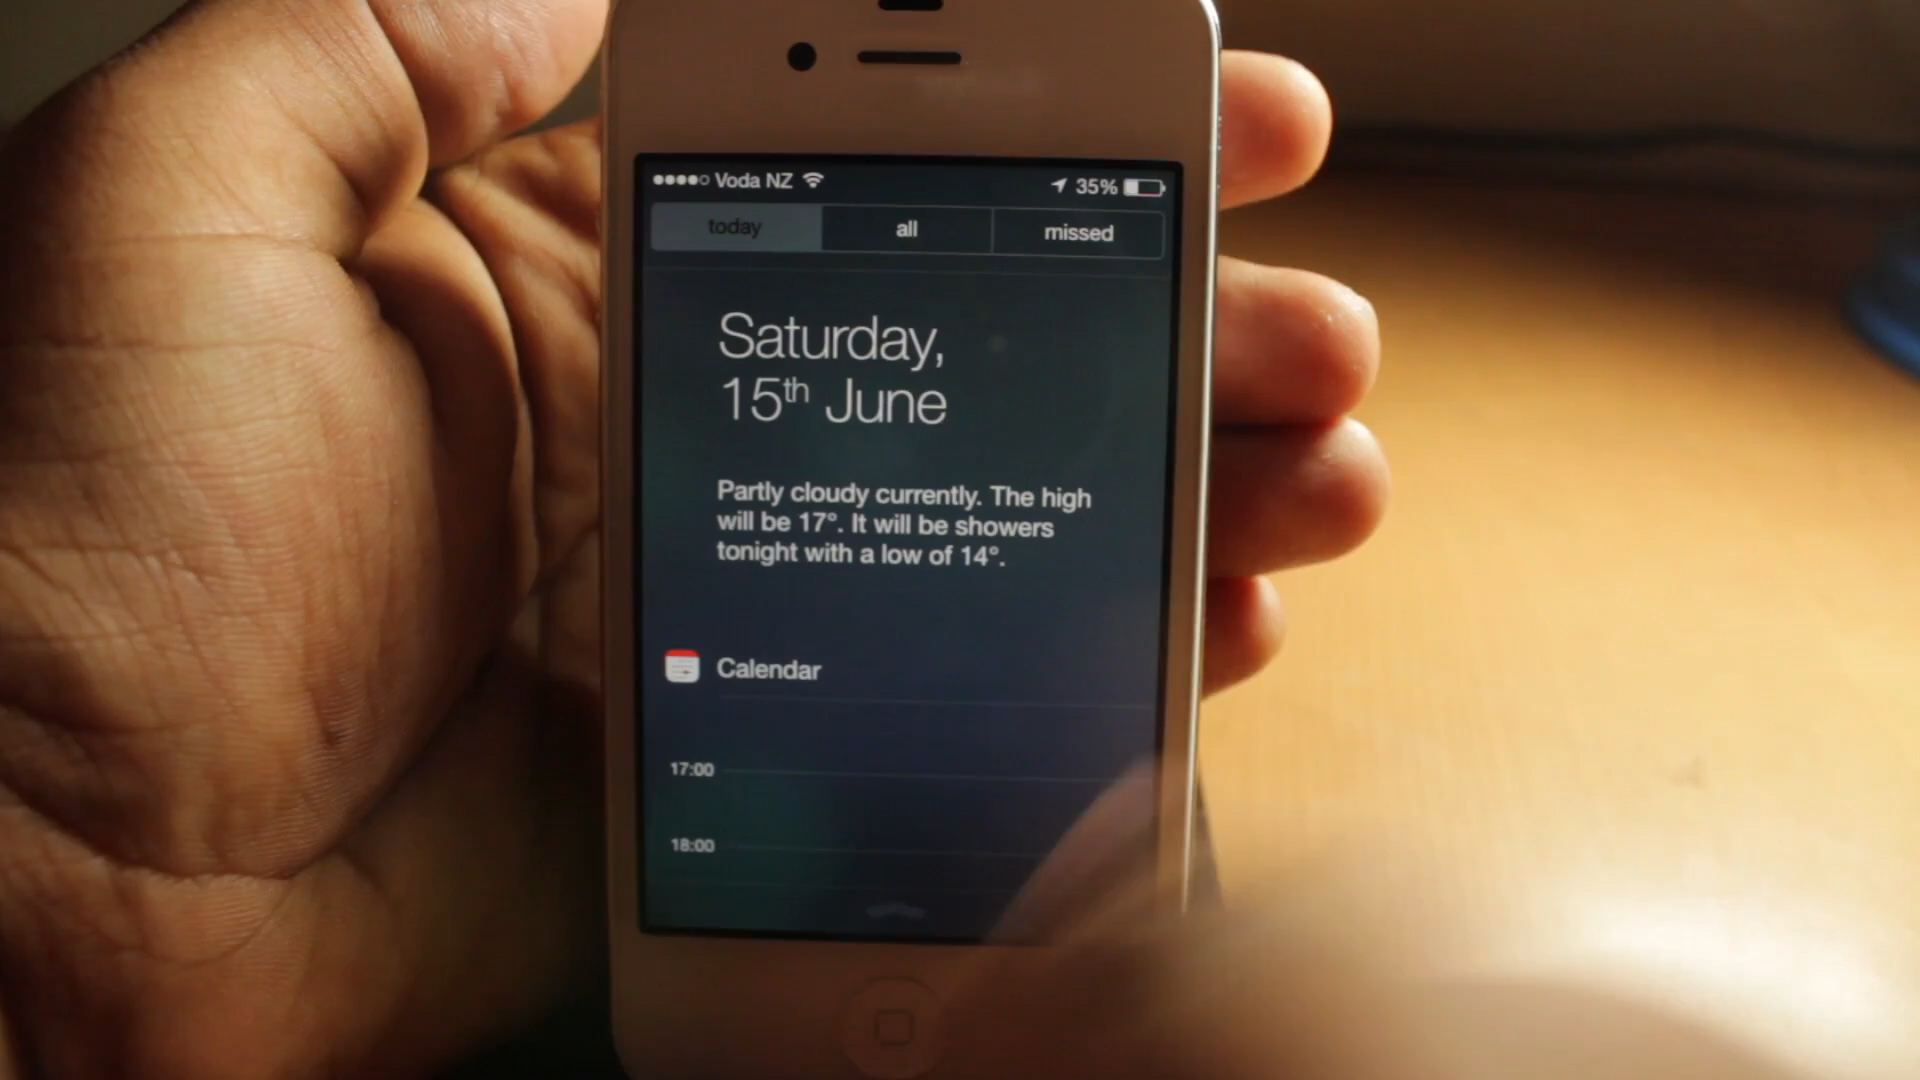 Voda NZ 35%
today all missed
Saturday,
15th June
Partly cloudy currently. The high
will be 17°. It will be showers
tonight with a low of 14°.
Calendar
17:00
18:00